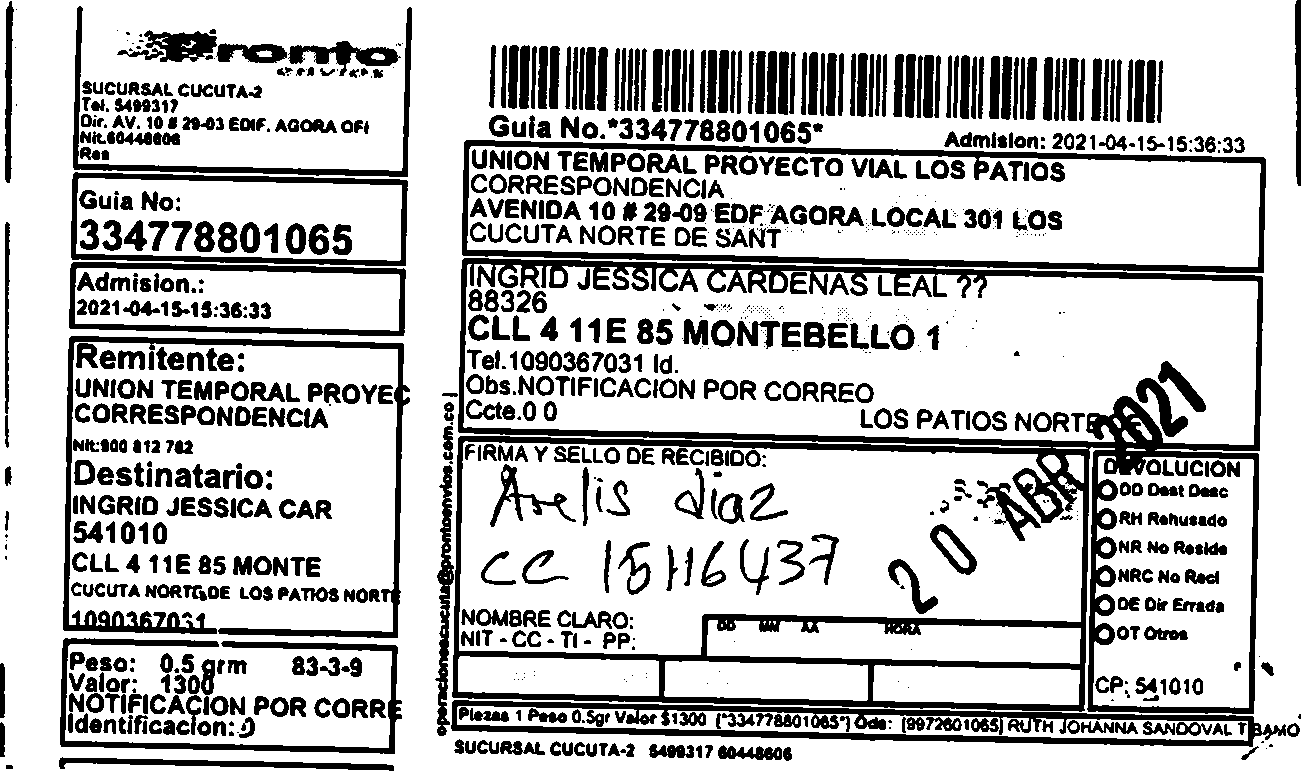 Pronto
envios
SUCURSAL CUCUTA-2
Tel. 5499317
Dir. AV. 10 # 29-03 EDIF. AGORA OFI
Nit.60448606
Res
Guia No:
334778801065
Admision.:
2021-04-15-15:36:33
Remitente:
UNION TEMPORAL PROYEC
CORRESPONDENCIA
Nit:900 812 782
Destinatario:
INGRID JESSICA CAR
541010
CLL 4 11E 85 MONTE
CUCUTA NORTE DE LOS PATIOS NORTE
1090367031
Peso: 0.5 grm 83-3-9
Valor: 1300
NOTIFICACION POR CORRE
Identificacion: 0
Guia No.*334778801065*
Admision: 2021-04-15-15:36:33
UNION TEMPORAL PROYECTO VIAL LOS PATIOS
CORRESPONDENCIA
AVENIDA 10 # 29-09 EDF AGORA LOCAL 301 LOS
CUCUTA NORTE DE SANT
INGRID JESSICA CARDENAS LEAL ??
88326
CLL 4 11E 85 MONTEBELLO 1
Tel.1090367031 Id.
Obs.NOTIFICACION POR CORREO
Ccte.0 0 LOS PATIOS NORTE
operacionescucuta@prontoenvios.com.co |
FIRMA Y SELLO DE RECIBIDO:
Arelis diaz
CC 15116437
20 ABR 2021
NOMBRE CLARO:
NIT - CC - TI - PP:
DD MM AA HORA
DEVOLUCION
DD Dest Desc
RH Rehusado
NR No Reside
NRC No Recl
DE Dir Errada
OT Otros
CP: 541010
Piezas 1 Peso 0.5gr Valor $1300 (*334778801065*) Ods: [9972601065] RUTH JOHANNA SANDOVAL TIBAMO
SUCURSAL CUCUTA-2 5499317 60448606